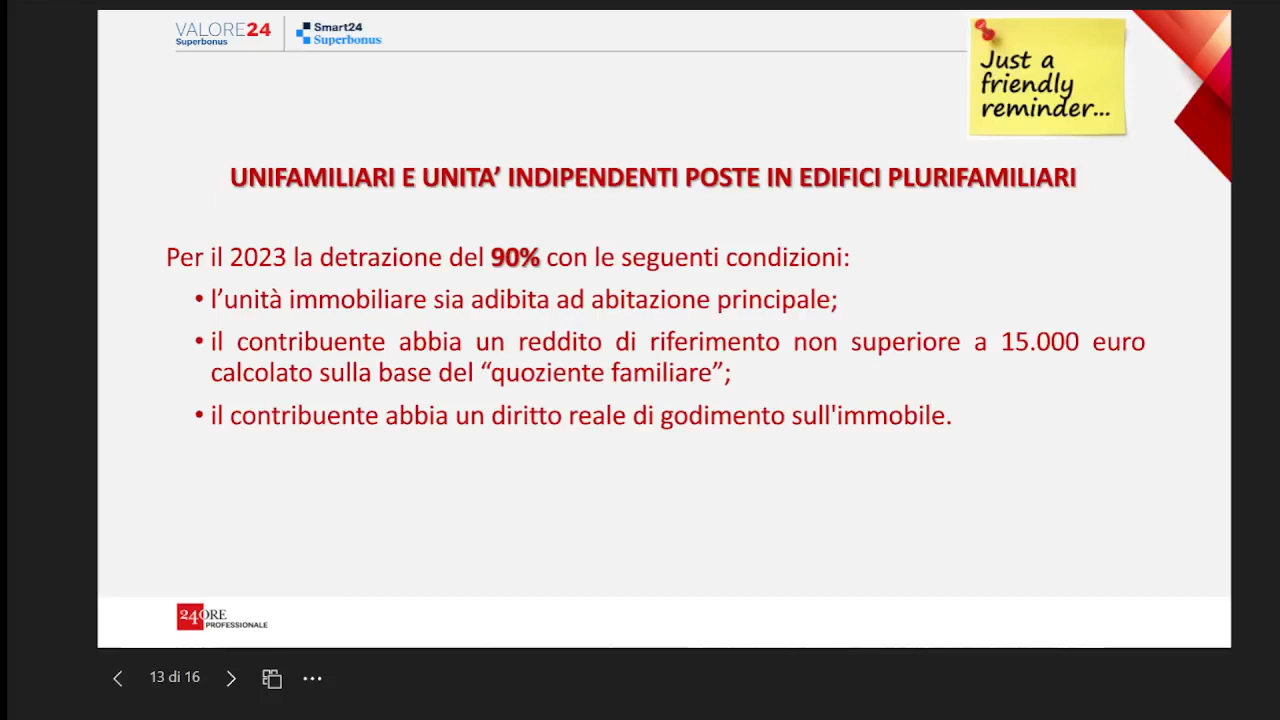 VALORE24
Superbonus
Smart24
Superbonus
Just a
friendly
reminder...
UNIFAMILIARI E UNITA’ INDIPENDENTI POSTE IN EDIFICI PLURIFAMILIARI
Per il 2023 la detrazione del 90% con le seguenti condizioni:
• l’unità immobiliare sia adibita ad abitazione principale;
• il contribuente abbia un reddito di riferimento non superiore a 15.000 euro
calcolato sulla base del “quoziente familiare”;
• il contribuente abbia un diritto reale di godimento sull'immobile.
24ORE
PROFESSIONALE
13 di 16